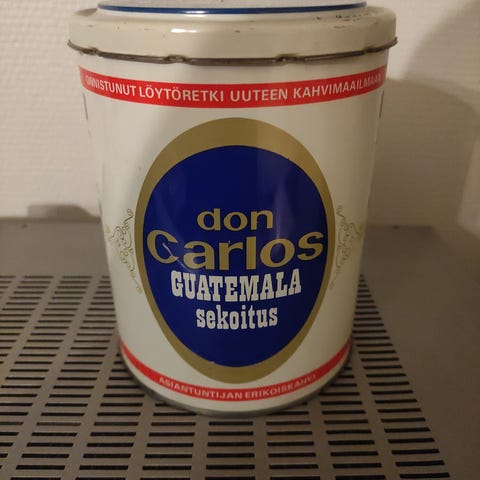 ONNISTUNUT LÖYTÖRETKI UUTEEN KAHVIMAAILMAAN
don
Carlos
GUATEMALA
sekoitus
ASIANTUNTIJAN ERIKOISKAHVI